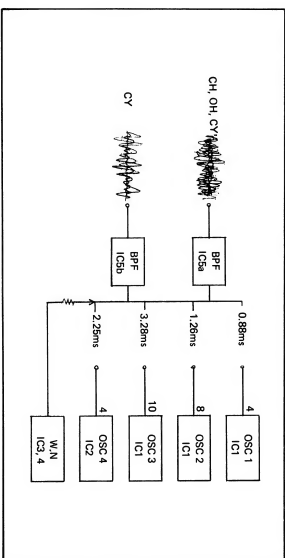 CH, OH, CY,
BPF
IC5a
CY
BPF
IC5b
0.88ms
4
OSC 1
IC1
1.26ms
8
OSC 2
IC1
3.28ms
10
OSC 3
IC1
2.25ms
4
OSC 4
IC2
W,N
IC3, 4